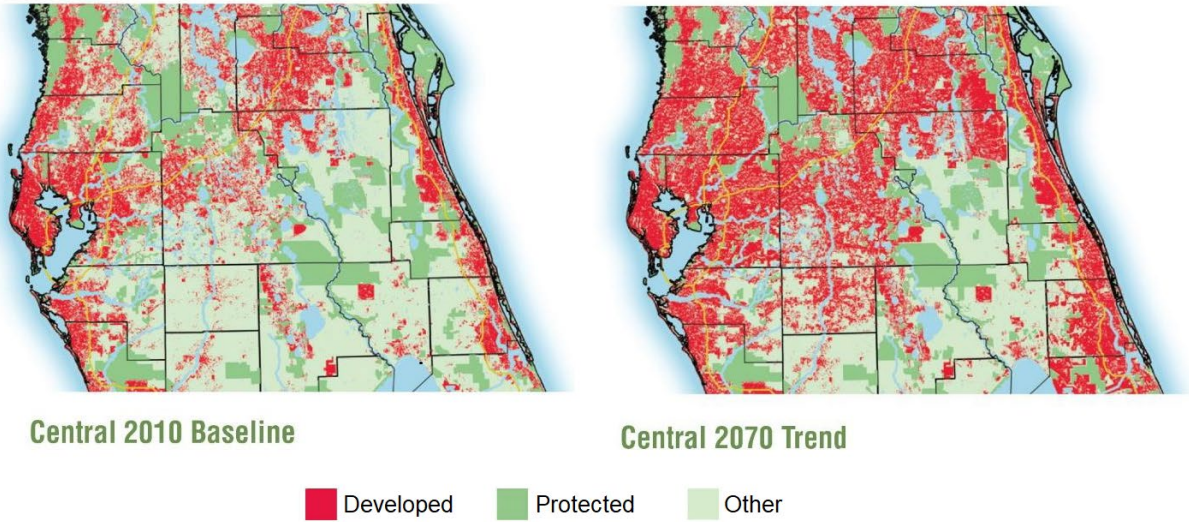 Central 2010 Baseline
Central 2070 Trend
Developed
Protected
Other